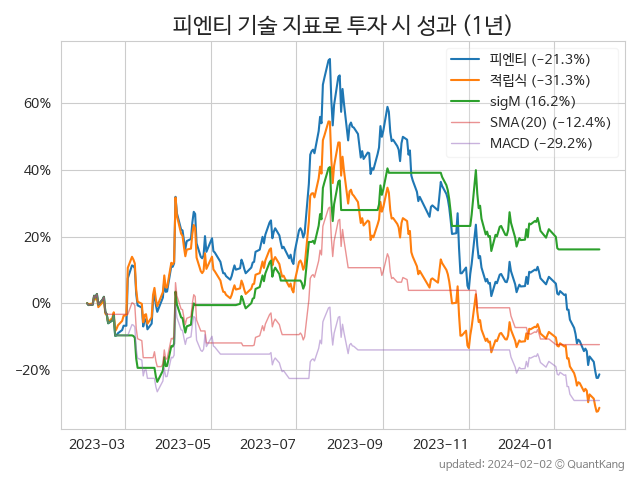 피엔티 기술 지표로 투자 시 성과 (1년)
피엔티 (−21.3%)
적립식 (−31.3%)
sigM (16.2%)
SMA(20) (−12.4%)
MACD (−29.2%)
60%
40%
20%
0%
−20%
2023−03 2023−05 2023−07 2023−09 2023−11 2024−01
updated: 2024−02−02 © QuantKang